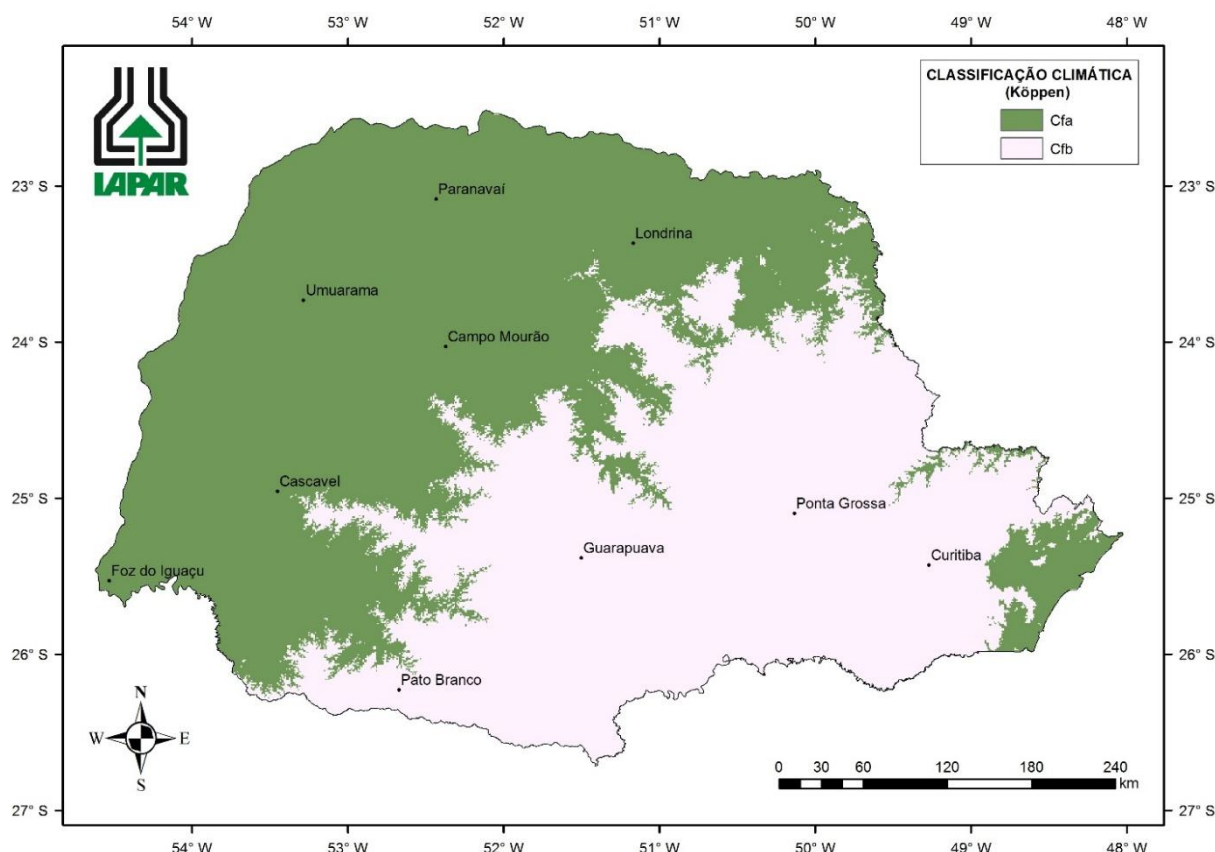 54° W 53° W 52° W 51° W 50° W 49° W 48° W
CLASSIFICAÇÃO CLIMÁTICA
(Köppen)
Cfa
Cfb
IAPAR
23° S 23° S
Paranavaí
Londrina
Umuarama
24° S 24° S
Campo Mourão
Cascavel
25° S 25° S
Ponta Grossa
Guarapuava
Curitiba
Foz do Iguaçu
26° S 26° S
Pato Branco
N
W E
S
0 15 30 60 120 180 240
km
27° S 27° S
54° W 53° W 52° W 51° W 50° W 49° W 48° W